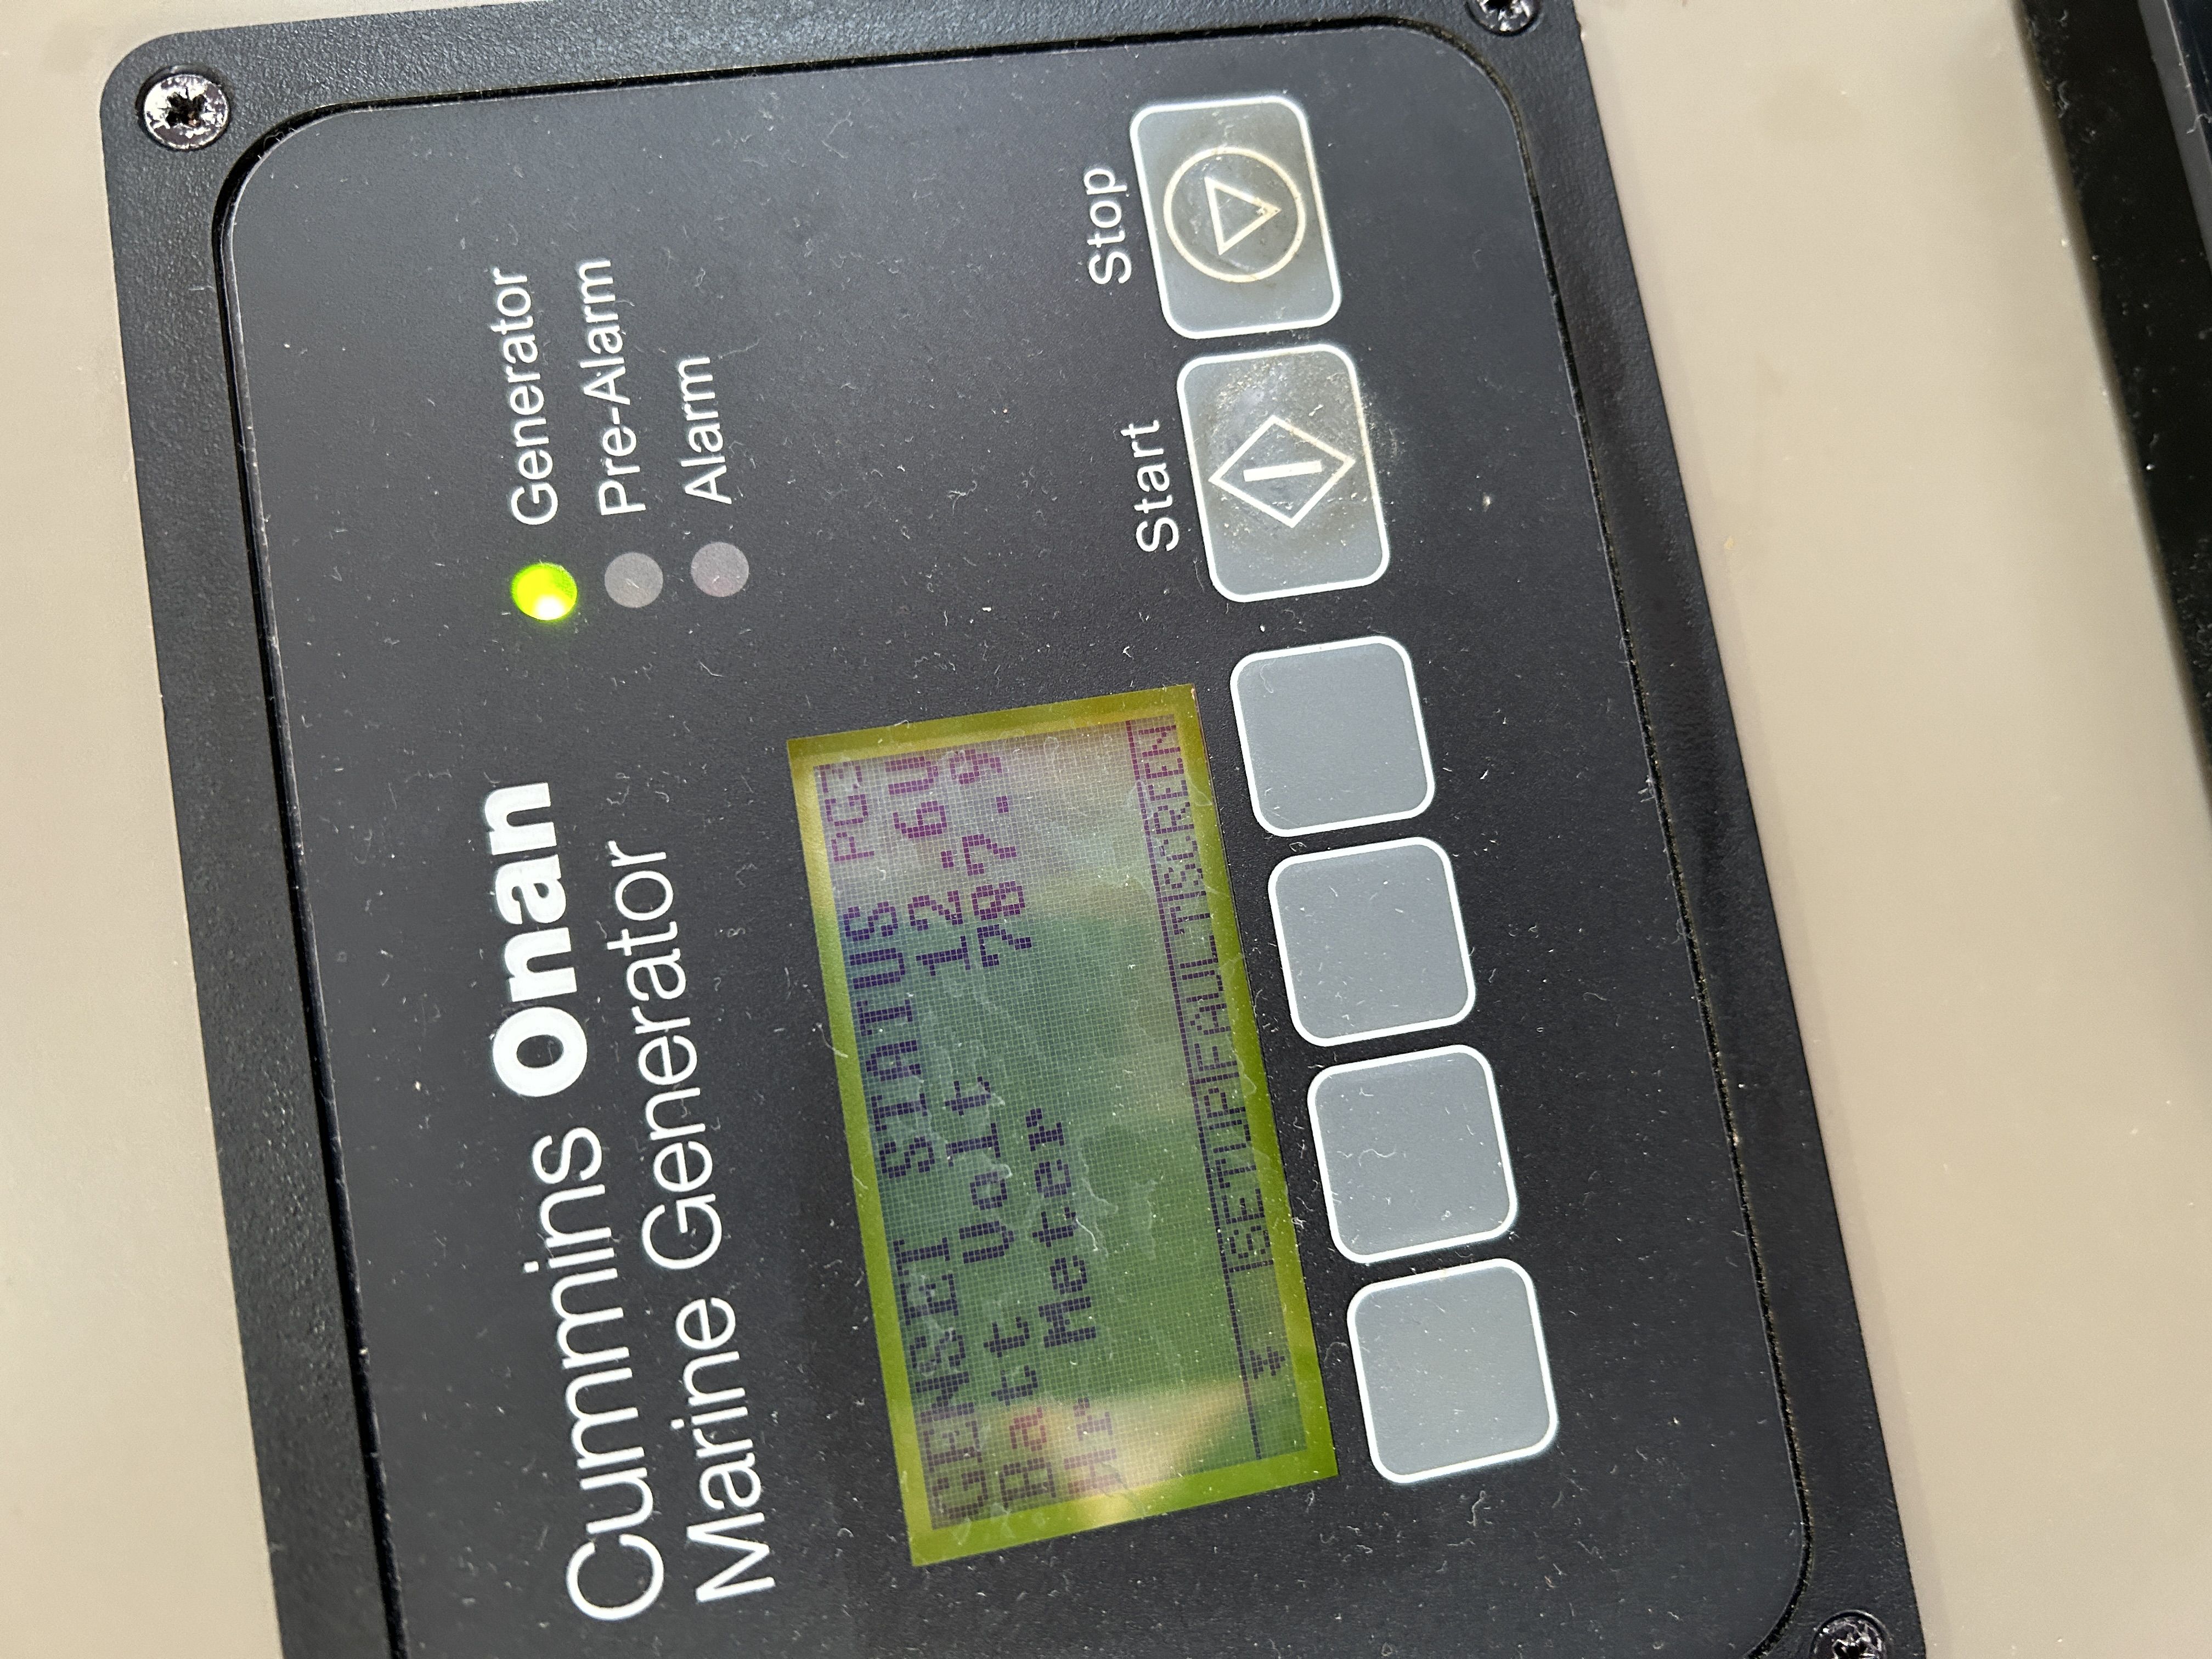 Cummins Onan
Marine Generator
Generator
Pre-Alarm
Alarm
GENSET STATUS PG3
Batt Volt 12.6V
Hr Meter 787.9
SETUP FAULT SCREEN
Start
Stop